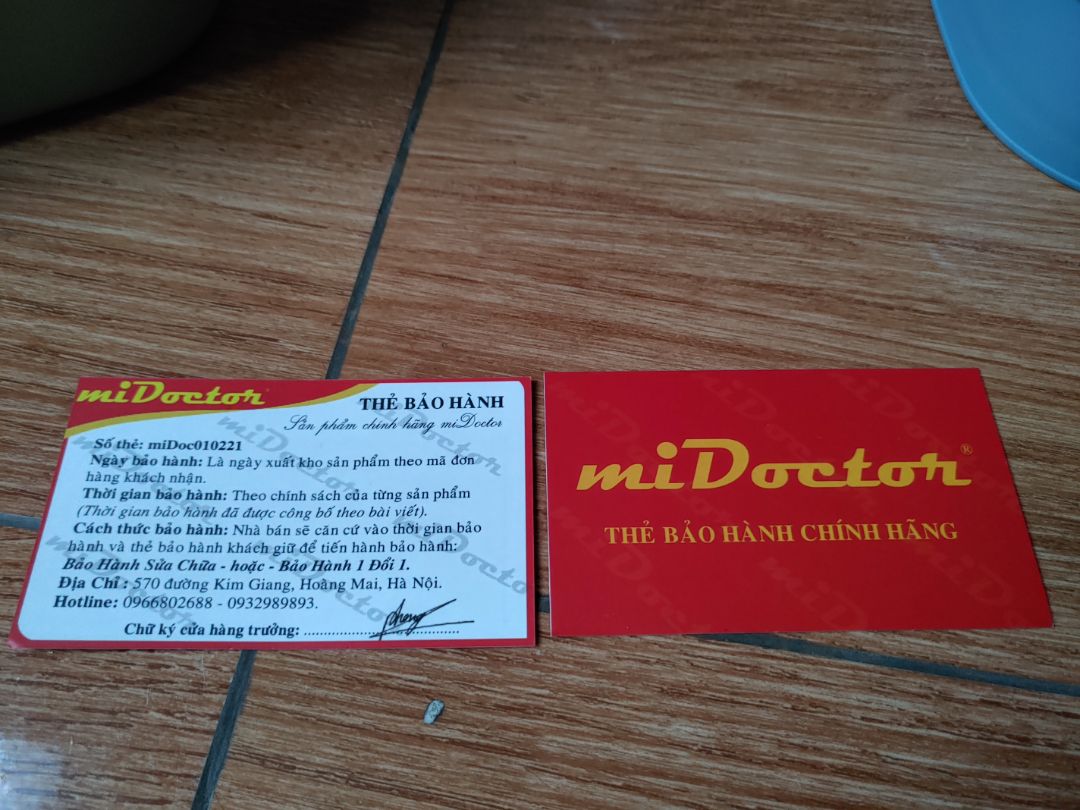 miDoctor
THẺ BẢO HÀNH
Sản phẩm chính hãng miDoctor
Số thẻ: miDoc010221
Ngày bảo hành: Là ngày xuất kho sản phẩm theo mã đơn
hàng khách nhận.
Thời gian bảo hành: Theo chính sách của từng sản phẩm
(Thời gian bảo hành đã được công bố theo bài viết).
Cách thức bảo hành: Nhà bán sẽ căn cứ vào thời gian bảo
hành và thẻ bảo hành khách giữ để tiến hành bảo hành:
Bảo Hành Sửa Chữa - hoặc - Bảo Hành 1 Đổi 1.
Địa Chỉ : 570 đường Kim Giang, Hoàng Mai, Hà Nội.
Hotline: 0966802688 - 0932989893.
Chữ ký cửa hàng trưởng: ........................................
miDoctor®
THẺ BẢO HÀNH CHÍNH HÃNG